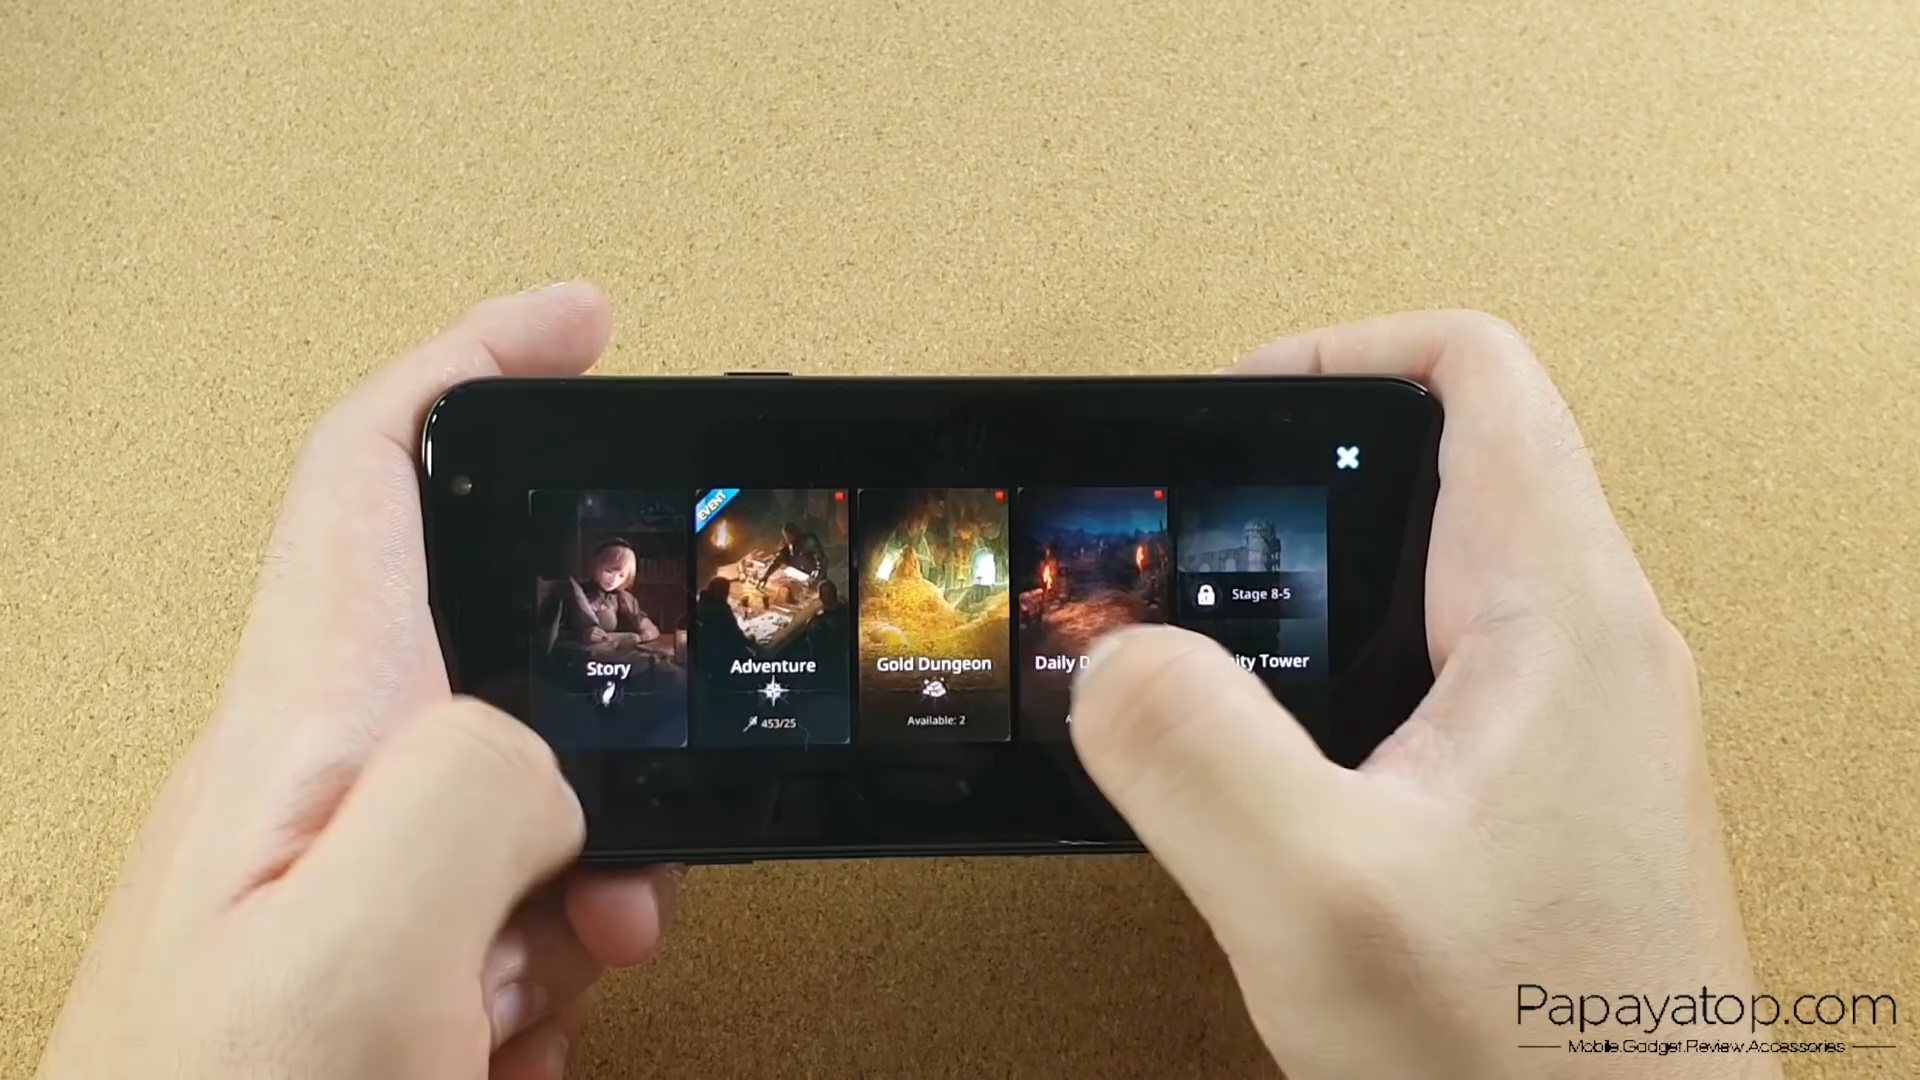 EVENT
Stage 8-5
Story
Adventure
Gold Dungeon
Daily
Tower
453/25
Available: 2
Papayatop.com
Mobile.Gadget.Review.Accessories